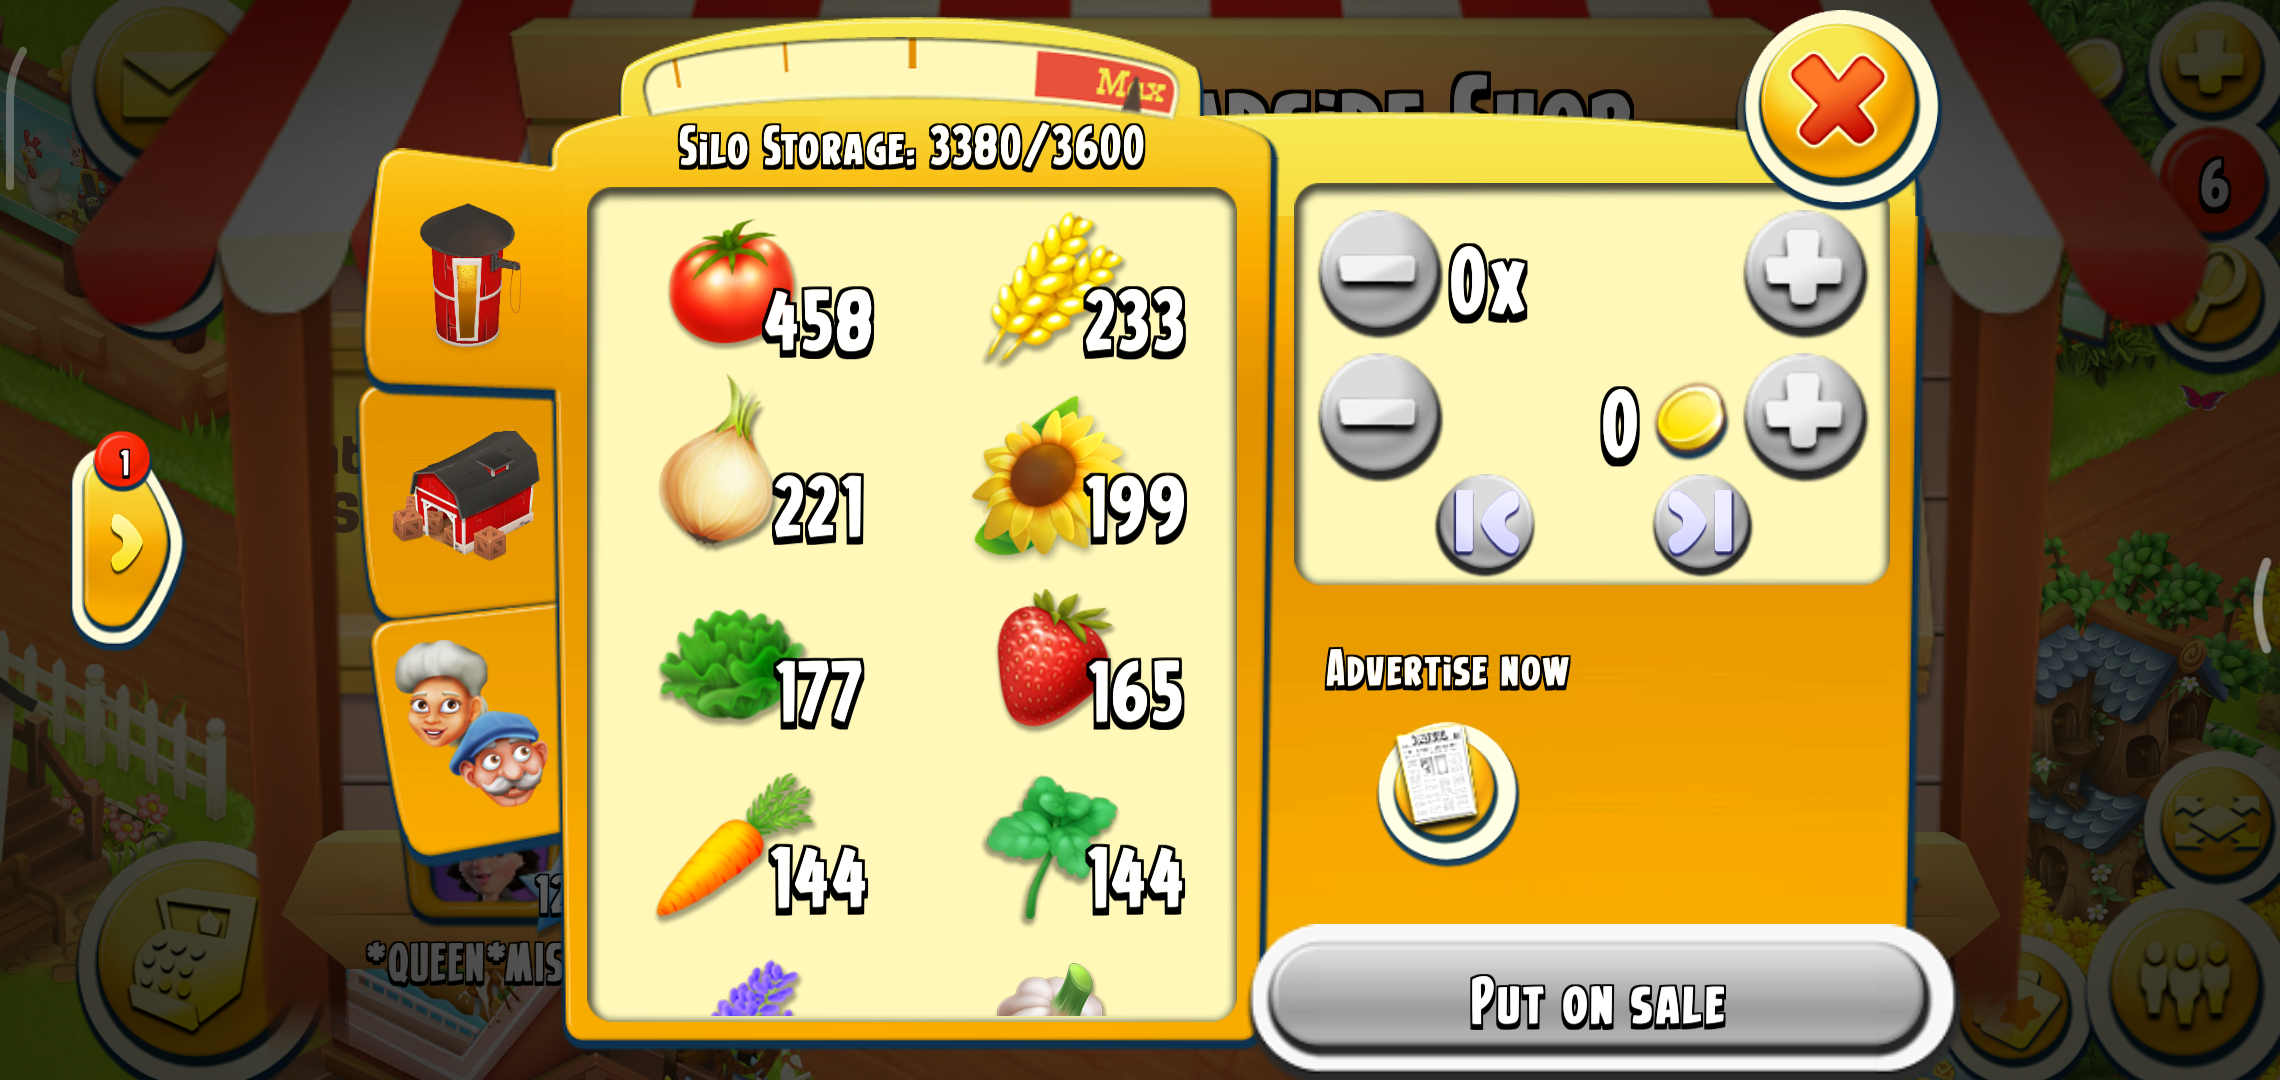 Max
SiLO STORAGE: 3380/3600
6
458
233
0x
0
1
221
199
177
165
ADVERTiSE NOW
144
144
*QUEEN*MIS
PUT ON SALE